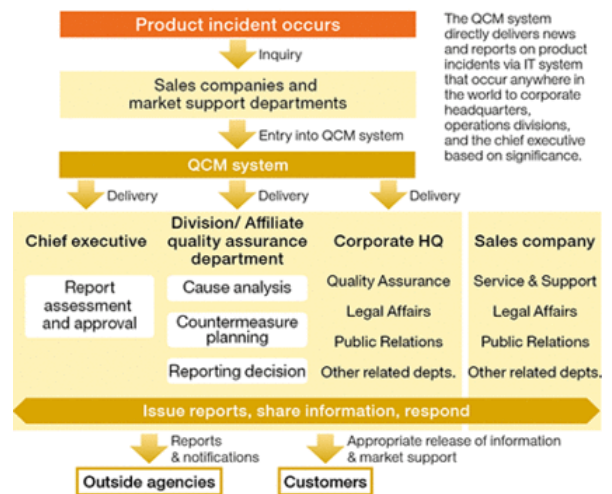 Product incident occurs
The QCM system
directly delivers news
and reports on product
incidents via IT system
that occur anywhere in
the world to corporate
headquarters,
operations divisions,
and the chief executive
based on significance.
Inquiry
Sales companies and
market support departments
Entry into QCM system
QCM system
Delivery
Delivery
Delivery
Chief executive
Report
assessment
and approval
Division/ Affiliate
quality assurance
department
Cause analysis
Countermeasure
planning
Reporting decision
Corporate HQ
Quality Assurance
Legal Affairs
Public Relations
Other related depts.
Sales company
Service & Support
Legal Affairs
Public Relations
Other related depts.
Issue reports, share information, respond
Reports
& notifications
Outside agencies
Appropriate release of information
& market support
Customers